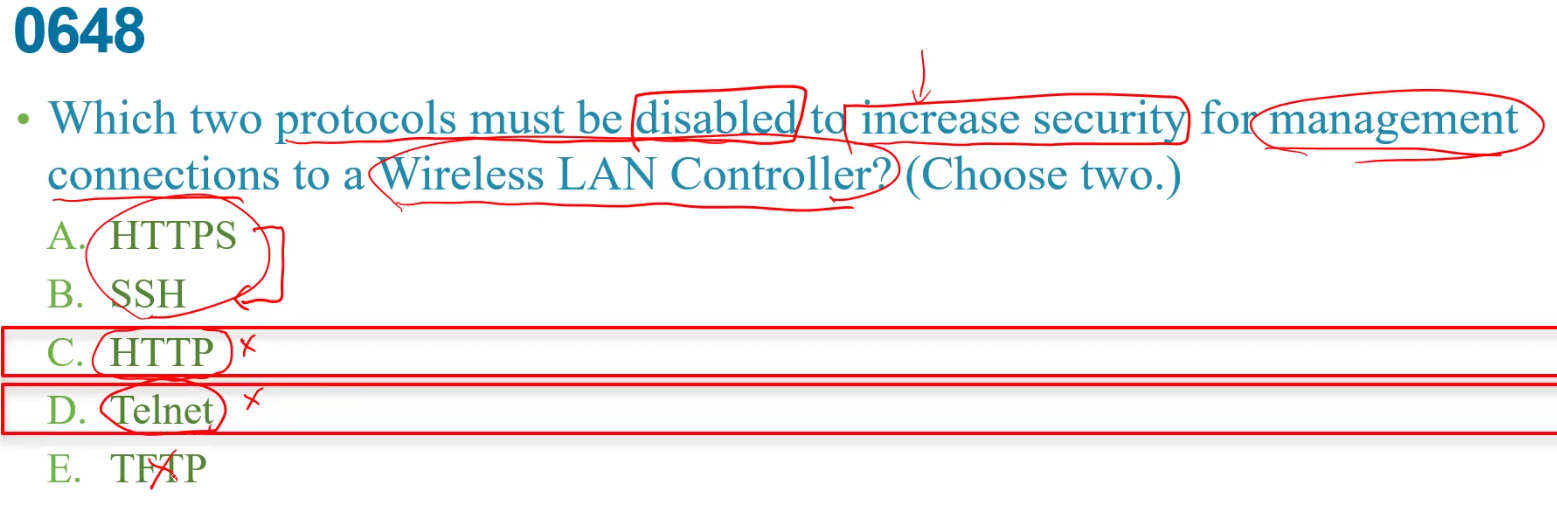 0648
• Which two protocols must be disabled to increase security for management
connections to a Wireless LAN Controller? (Choose two.)
A. HTTPS
B. SSH
C. HTTP x
D. Telnet x
E. TFTP